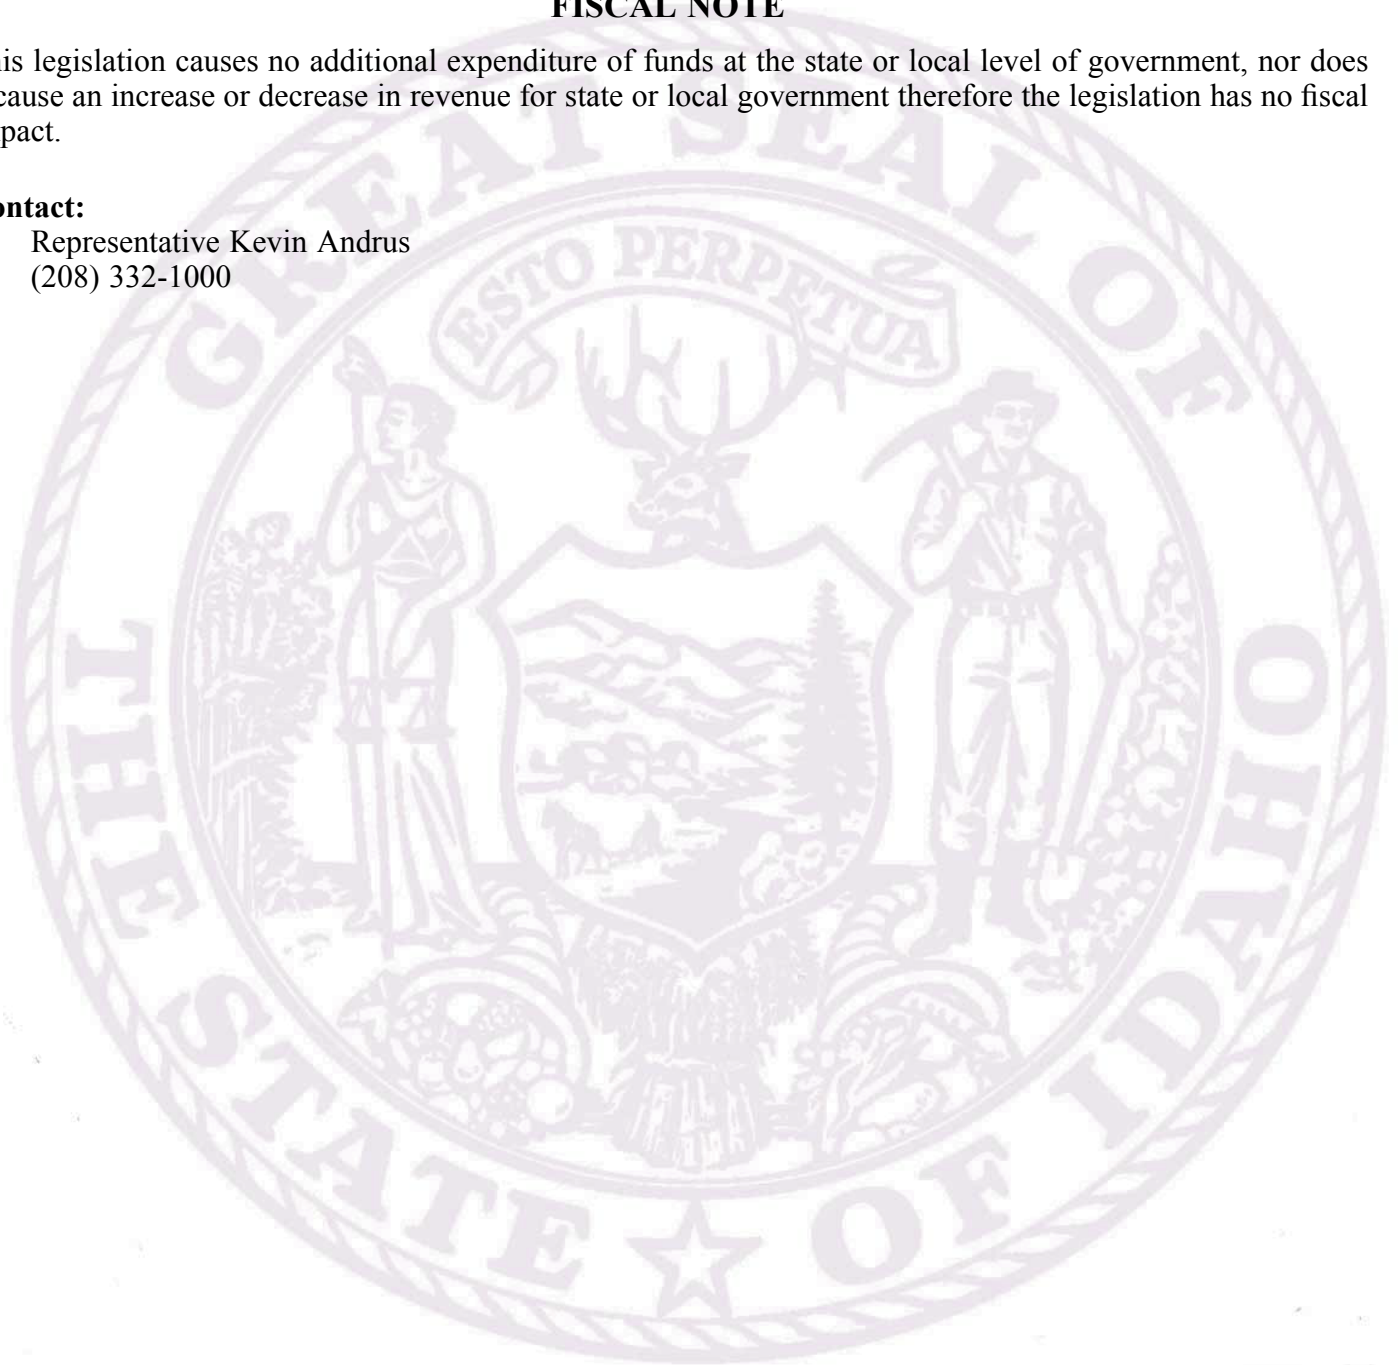 FISCAL NOTE
his legislation causes no additional expenditure of funds at the state or local level of government, nor does
cause an increase or decrease in revenue for state or local government therefore the legislation has no fiscal
pact.
ontact:
Representative Kevin Andrus
(208) 332-1000
GREAT SEAL OF
ESTO PERPETUA
THE
STATE OF IDAHO